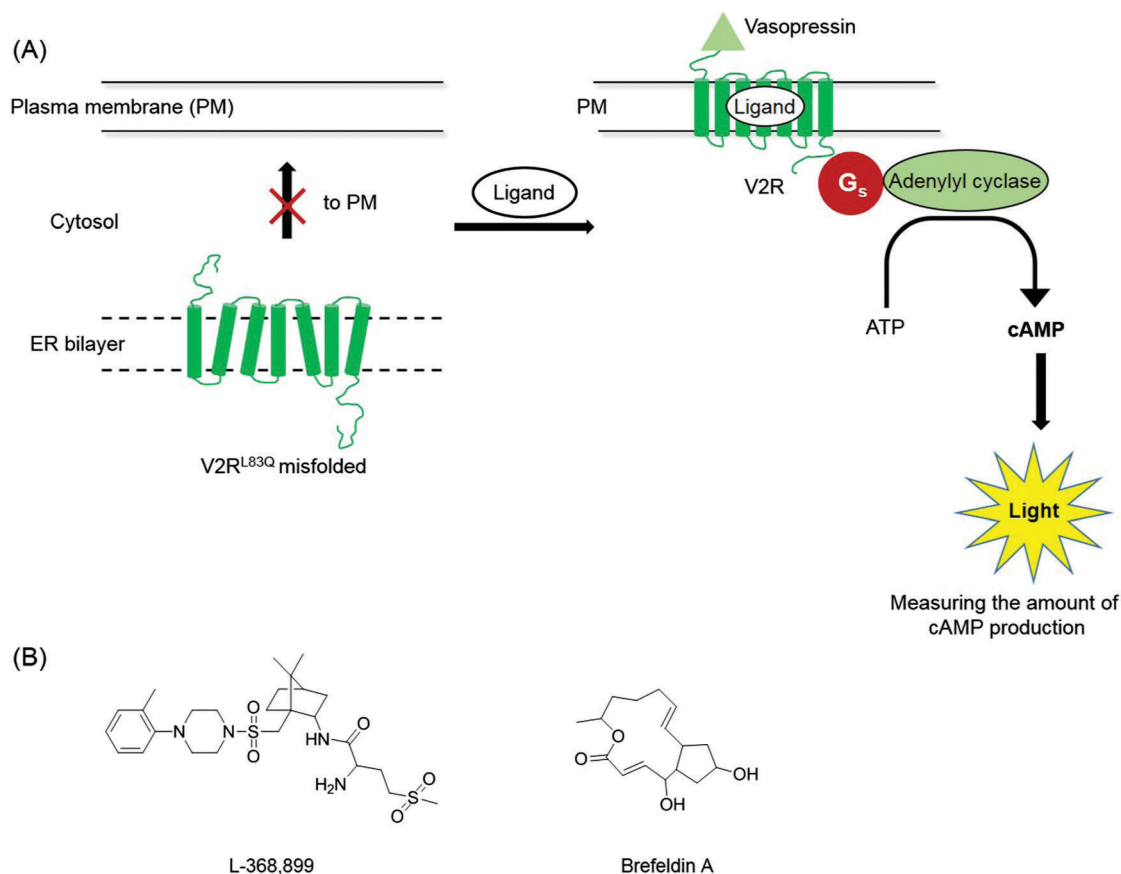 (A)
Vasopressin
Plasma membrane (PM)
PM
Ligand
V2R
Gs
Adenylyl cyclase
to PM
Ligand
Cytosol
ATP
cAMP
ER bilayer
V2RL83Q misfolded
Light
Measuring the amount of
cAMP production
(B)
N
N
S
O
O
HN
O
H2N
S
O
O
L-368,899
O
O
OH
OH
Brefeldin A